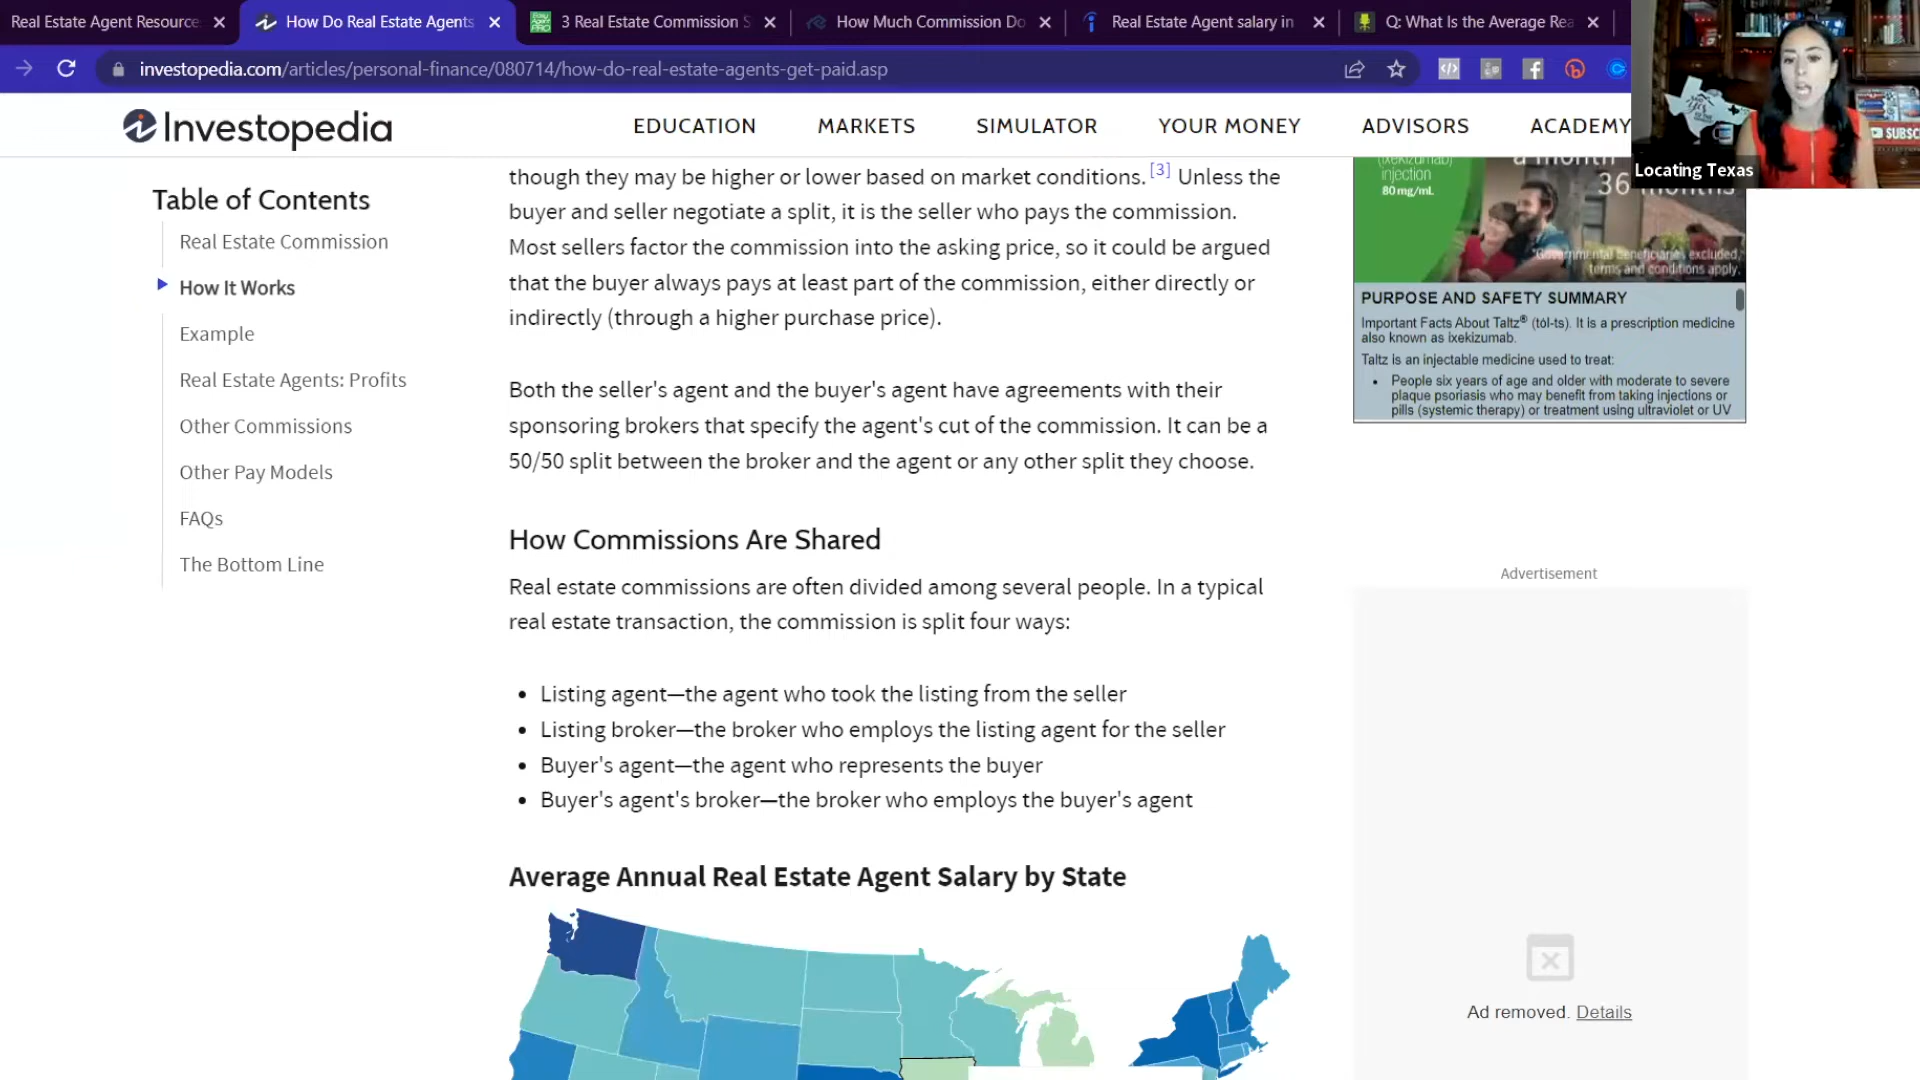 Real Estate Agent Resource
How Do Real Estate Agents
3 Real Estate Commission S
How Much Commission Do
Real Estate Agent salary in
Q: What Is the Average Rea
investopedia.com/articles/personal-finance/080714/how-do-real-estate-agents-get-paid.asp
Investopedia
EDUCATION
MARKETS
SIMULATOR
YOUR MONEY
ADVISORS
ACADEMY
SUBSC
Locating Texas
Table of Contents
Real Estate Commission
How It Works
Example
Real Estate Agents: Profits
Other Commissions
Other Pay Models
FAQs
The Bottom Line
though they may be higher or lower based on market conditions. [3] Unless the
buyer and seller negotiate a split, it is the seller who pays the commission.
Most sellers factor the commission into the asking price, so it could be argued
that the buyer always pays at least part of the commission, either directly or
indirectly (through a higher purchase price).
Both the seller's agent and the buyer's agent have agreements with their
sponsoring brokers that specify the agent's cut of the commission. It can be a
50/50 split between the broker and the agent or any other split they choose.
How Commissions Are Shared
Real estate commissions are often divided among several people. In a typical
real estate transaction, the commission is split four ways:
• Listing agent—the agent who took the listing from the seller
• Listing broker—the broker who employs the listing agent for the seller
• Buyer's agent—the agent who represents the buyer
• Buyer's agent's broker—the broker who employs the buyer's agent
Average Annual Real Estate Agent Salary by State
(ixekizumab)
injection
80 mg/mL
a month
36 months
*Governmental beneficiaries excluded,
terms and conditions apply.
PURPOSE AND SAFETY SUMMARY
Important Facts About Taltz® (tol-ts). It is a prescription medicine
also known as ixekizumab.
Taltz is an injectable medicine used to treat:
• People six years of age and older with moderate to severe
plaque psoriasis who may benefit from taking injections or
pills (systemic therapy) or treatment using ultraviolet or UV
Advertisement
Ad removed. Details